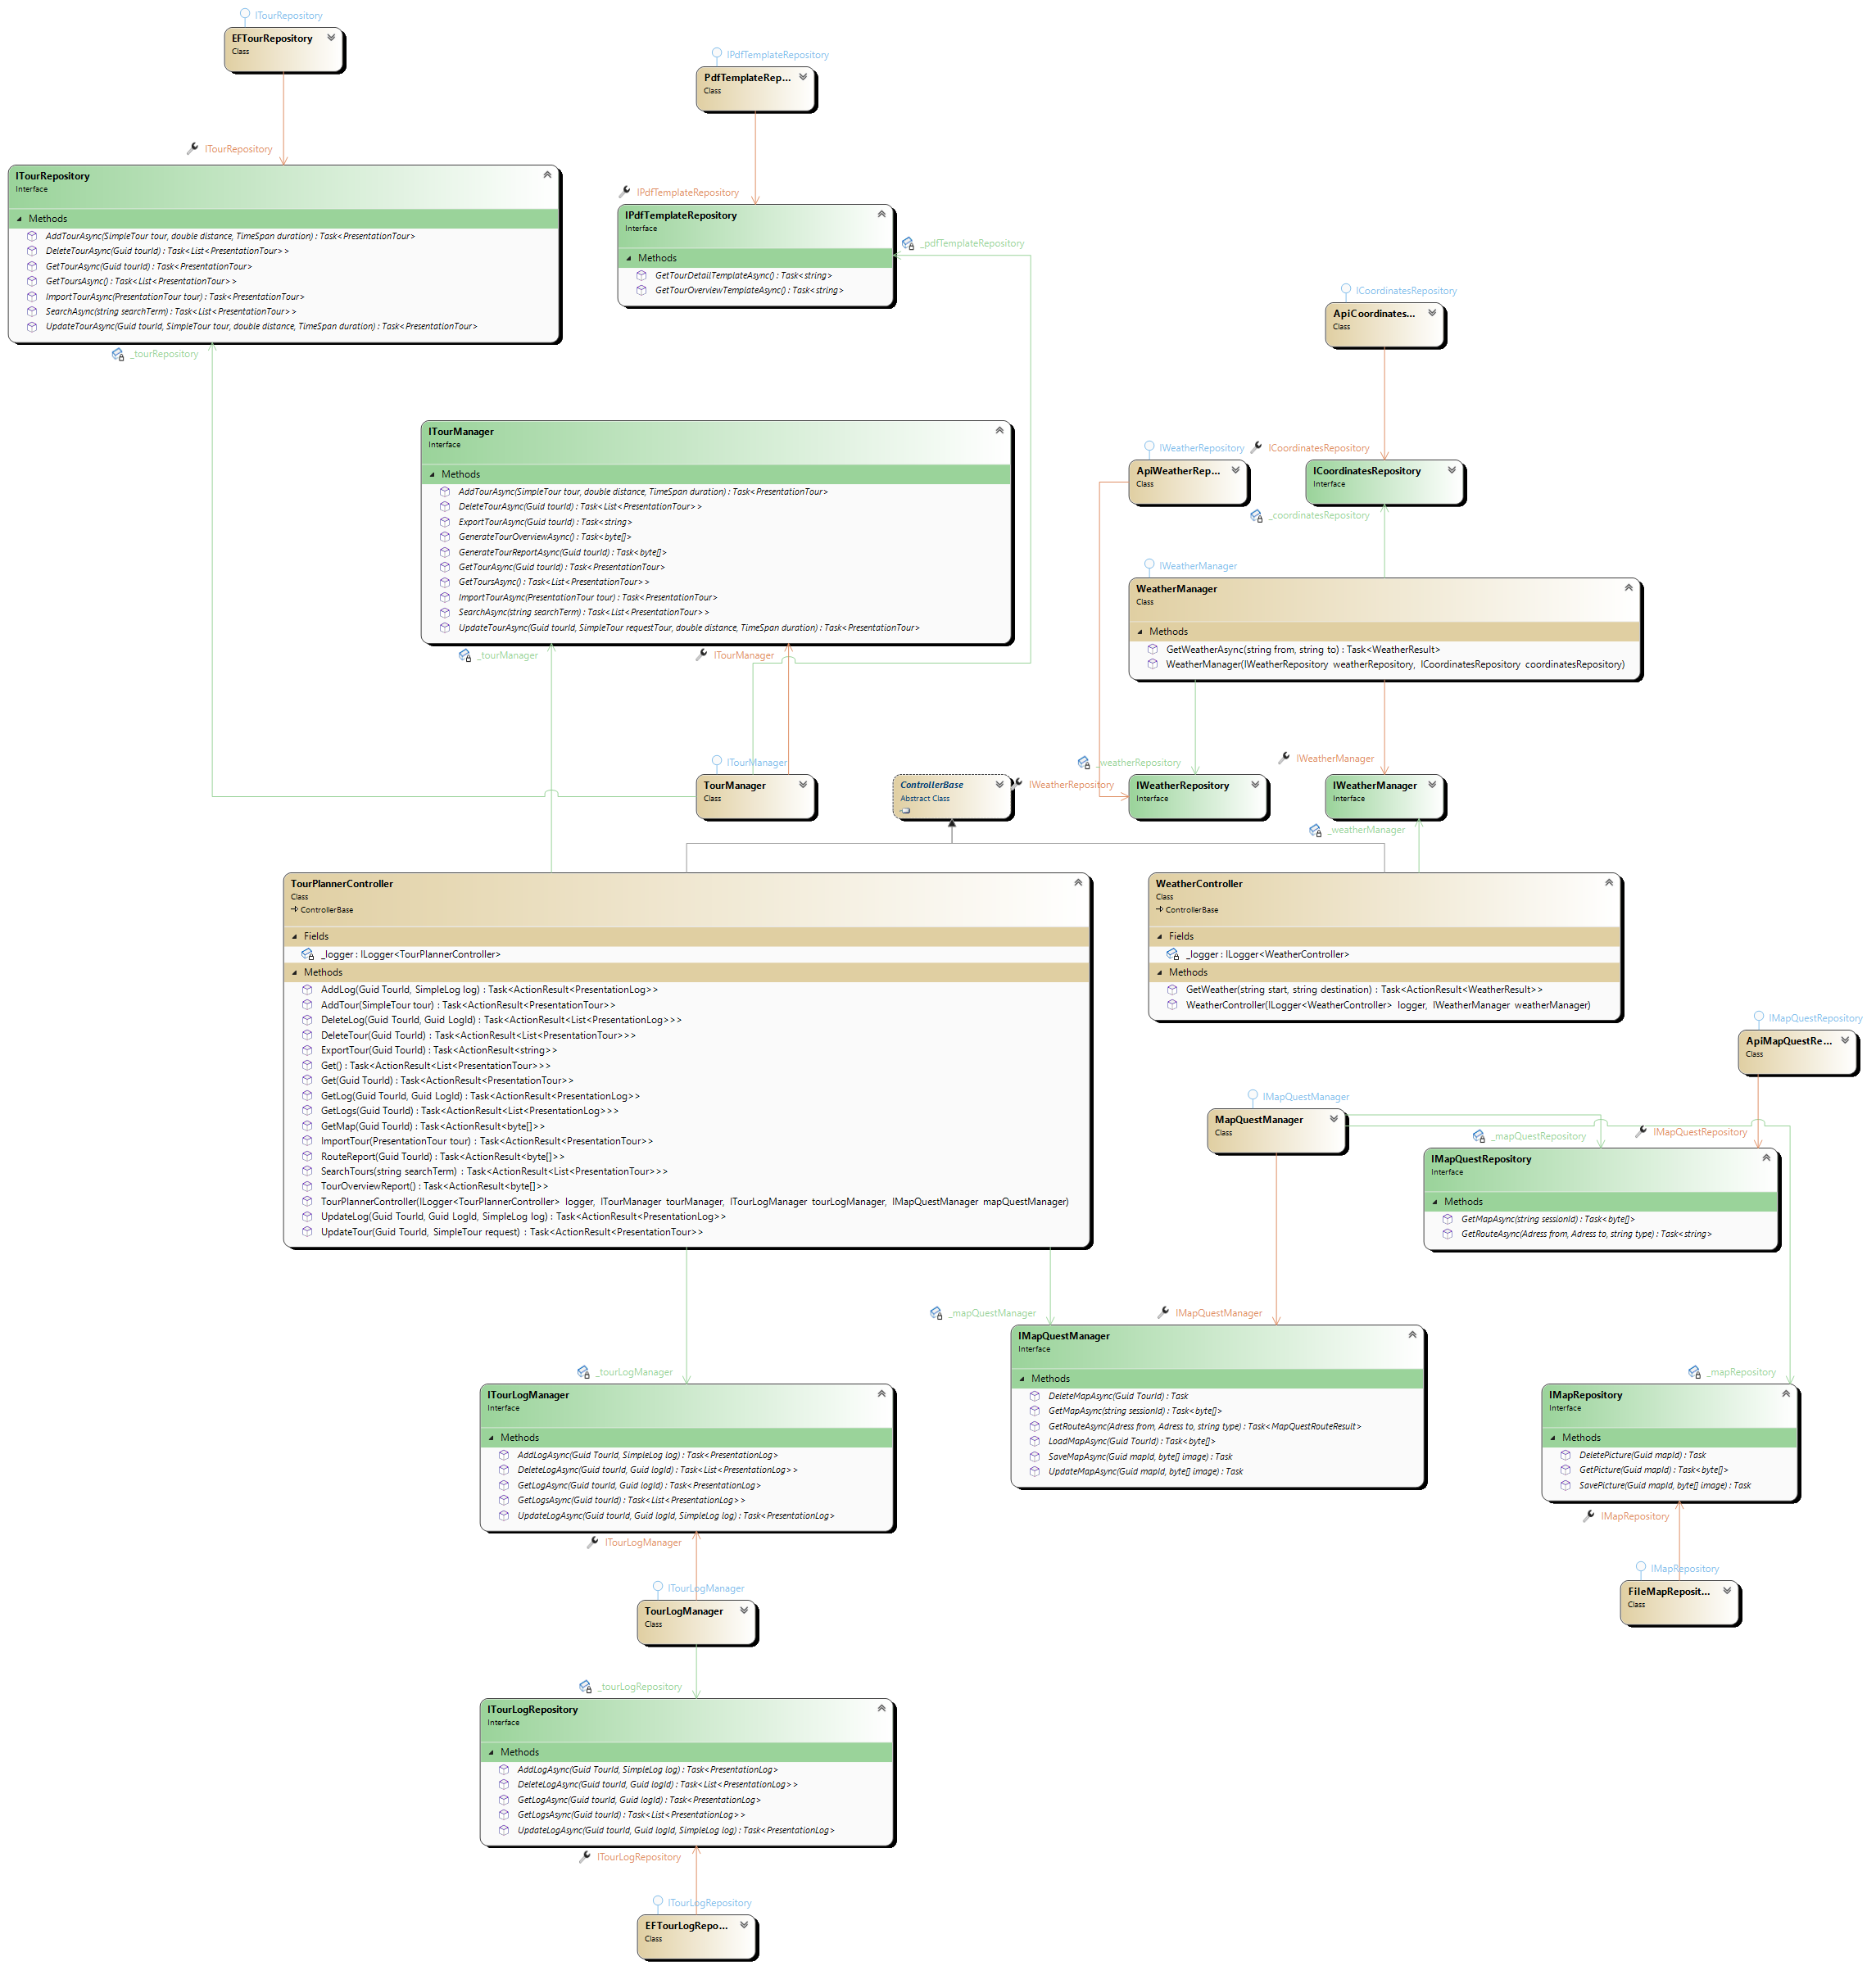 ITourRepository
EFTourRepository
Class
ITourRepository
ITourRepository
Interface
Methods
AddTourAsync(SimpleTour tour, double distance, TimeSpan duration) : Task<PresentationTour>
DeleteTourAsync(Guid tourId) : Task<List<PresentationTour>>
GetTourAsync(Guid tourId) : Task<PresentationTour>
GetToursAsync() : Task<List<PresentationTour>>
ImportTourAsync(PresentationTour tour) : Task<PresentationTour>
SearchAsync(string searchTerm) : Task<List<PresentationTour>>
UpdateTourAsync(Guid tourId, SimpleTour tour, double distance, TimeSpan duration) : Task<PresentationTour>
_tourRepository
IPdfTemplateRepository
PdfTemplateRep...
Class
IPdfTemplateRepository
IPdfTemplateRepository
Interface
Methods
GetTourDetailTemplateAsync() : Task<string>
GetTourOverviewTemplateAsync() : Task<string>
_pdfTemplateRepository
ITourManager
Interface
Methods
AddTourAsync(SimpleTour tour, double distance, TimeSpan duration) : Task<PresentationTour>
DeleteTourAsync(Guid tourId) : Task<List<PresentationTour>>
ExportTourAsync(Guid tourId) : Task<string>
GenerateTourOverviewAsync() : Task<byte[]>
GenerateTourReportAsync(Guid tourId) : Task<byte[]>
GetTourAsync(Guid tourId) : Task<PresentationTour>
GetToursAsync() : Task<List<PresentationTour>>
ImportTourAsync(PresentationTour tour) : Task<PresentationTour>
SearchAsync(string searchTerm) : Task<List<PresentationTour>>
UpdateTourAsync(Guid tourId, SimpleTour requestTour, double distance, TimeSpan duration) : Task<PresentationTour>
_tourManager
ITourManager
ITourManager
TourManager
Class
ICoordinatesRepository
ApiCoordinates...
Class
IWeatherRepository
ICoordinatesRepository
ApiWeatherRep...
Class
ICoordinatesRepository
Interface
_coordinatesRepository
IWeatherManager
WeatherManager
Class
Methods
GetWeatherAsync(string from, string to) : Task<WeatherResult>
WeatherManager(IWeatherRepository weatherRepository, ICoordinatesRepository coordinatesRepository)
_weatherRepository
IWeatherManager
ControllerBase
Abstract Class
IWeatherRepository
IWeatherRepository
Interface
IWeatherManager
Interface
_weatherManager
TourPlannerController
Class
ControllerBase
Fields
_logger : ILogger<TourPlannerController>
Methods
AddLog(Guid TourId, SimpleLog log) : Task<ActionResult<PresentationLog>>
AddTour(SimpleTour tour) : Task<ActionResult<PresentationTour>>
DeleteLog(Guid TourId, Guid LogId) : Task<ActionResult<List<PresentationLog>>>
DeleteTour(Guid TourId) : Task<ActionResult<List<PresentationTour>>>
ExportTour(Guid TourId) : Task<ActionResult<string>>
Get() : Task<ActionResult<List<PresentationTour>>>
Get(Guid TourId) : Task<ActionResult<PresentationTour>>
GetLog(Guid TourId, Guid LogId) : Task<ActionResult<PresentationLog>>
GetLogs(Guid TourId) : Task<ActionResult<List<PresentationLog>>>
GetMap(Guid TourId) : Task<ActionResult<byte[]>>
ImportTour(PresentationTour tour) : Task<ActionResult<PresentationTour>>
RouteReport(Guid TourId) : Task<ActionResult<byte[]>>
SearchTours(string searchTerm) : Task<ActionResult<List<PresentationTour>>>
TourOverviewReport() : Task<ActionResult<byte[]>>
TourPlannerController(ILogger<TourPlannerController> logger, ITourManager tourManager, ITourLogManager tourLogManager, IMapQuestManager mapQuestManager)
UpdateLog(Guid TourId, Guid LogId, SimpleLog log) : Task<ActionResult<PresentationLog>>
UpdateTour(Guid TourId, SimpleTour request) : Task<ActionResult<PresentationTour>>
WeatherController
Class
ControllerBase
Fields
_logger : ILogger<WeatherController>
Methods
GetWeather(string start, string destination) : Task<ActionResult<WeatherResult>>
WeatherController(ILogger<WeatherController> logger, IWeatherManager weatherManager)
IMapQuestRepository
ApiMapQuestRe...
Class
IMapQuestManager
MapQuestManager
Class
_mapQuestRepository
IMapQuestRepository
IMapQuestRepository
Interface
Methods
GetMapAsync(string sessionId) : Task<byte[]>
GetRouteAsync(Adress from, Adress to, string type) : Task<string>
_mapQuestManager
IMapQuestManager
IMapQuestManager
Interface
Methods
DeleteMapAsync(Guid TourId) : Task
GetMapAsync(string sessionId) : Task<byte[]>
GetRouteAsync(Adress from, Adress to, string type) : Task<MapQuestRouteResult>
LoadMapAsync(Guid TourId) : Task<byte[]>
SaveMapAsync(Guid mapId, byte[] image) : Task
UpdateMapAsync(Guid mapId, byte[] image) : Task
_mapRepository
IMapRepository
Interface
Methods
DeletePicture(Guid mapId) : Task
GetPicture(Guid mapId) : Task<byte[]>
SavePicture(Guid mapId, byte[] image) : Task
IMapRepository
IMapRepository
FileMapReposit...
Class
_tourLogManager
ITourLogManager
Interface
Methods
AddLogAsync(Guid TourId, SimpleLog log) : Task<PresentationLog>
DeleteLogAsync(Guid tourId, Guid logId) : Task<List<PresentationLog>>
GetLogAsync(Guid tourId, Guid logId) : Task<PresentationLog>
GetLogsAsync(Guid tourId) : Task<List<PresentationLog>>
UpdateLogAsync(Guid tourId, Guid logId, SimpleLog log) : Task<PresentationLog>
ITourLogManager
ITourLogManager
TourLogManager
Class
_tourLogRepository
ITourLogRepository
Interface
Methods
AddLogAsync(Guid TourId, SimpleLog log) : Task<PresentationLog>
DeleteLogAsync(Guid tourId, Guid logId) : Task<List<PresentationLog>>
GetLogAsync(Guid tourId, Guid logId) : Task<PresentationLog>
GetLogsAsync(Guid tourId) : Task<List<PresentationLog>>
UpdateLogAsync(Guid tourId, Guid logId, SimpleLog log) : Task<PresentationLog>
ITourLogRepository
ITourLogRepository
EFTourLogRepo...
Class